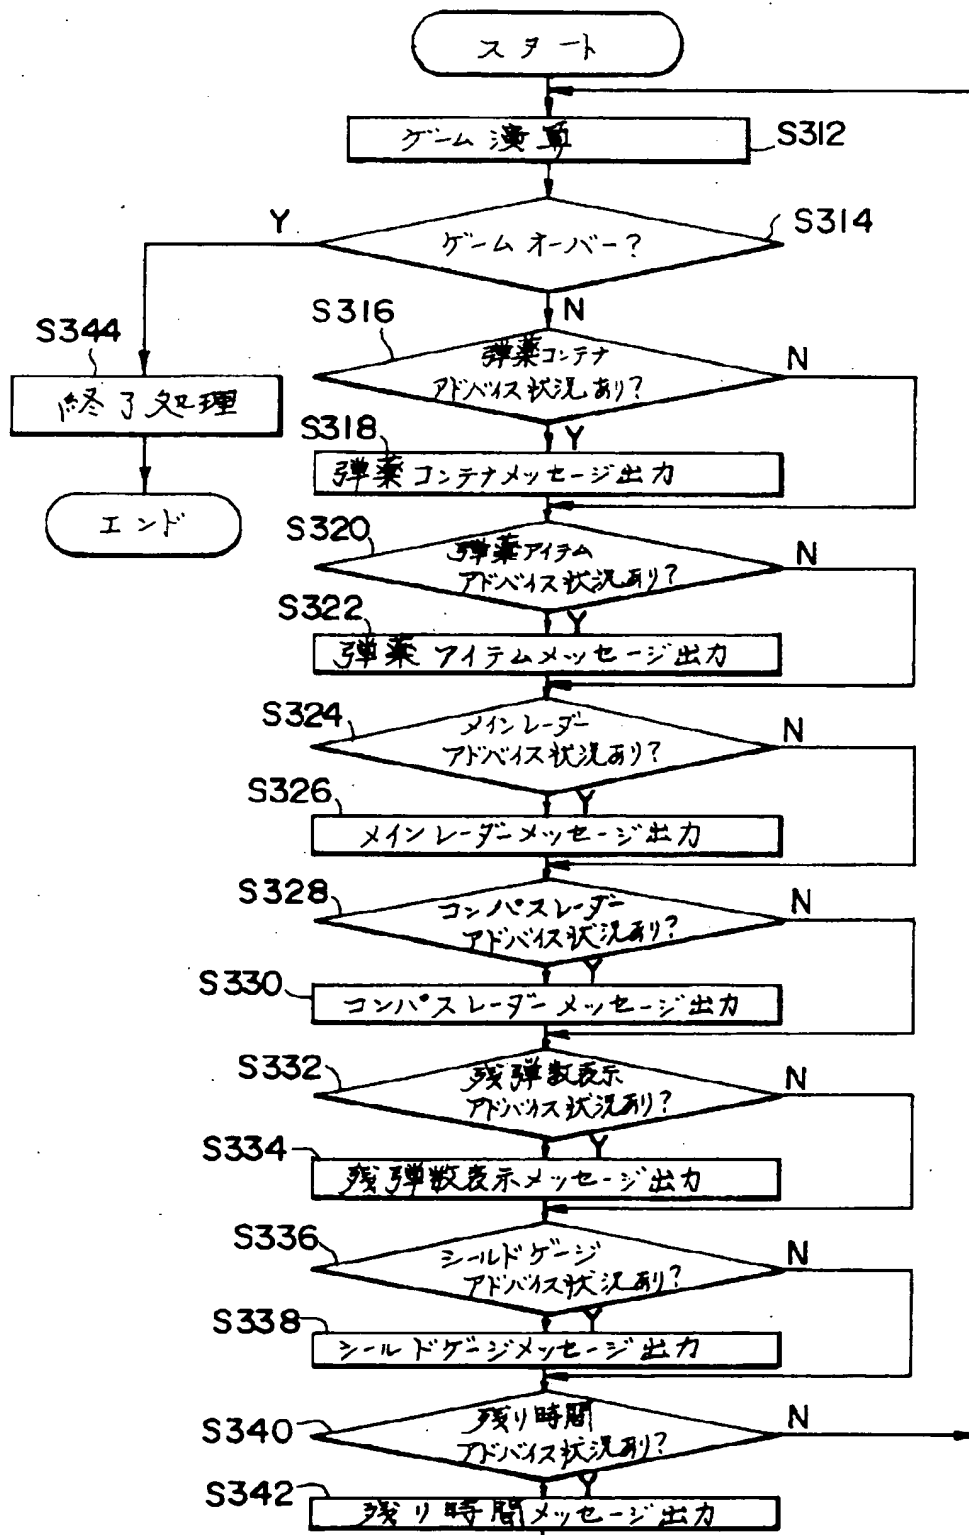 スタート
ゲーム演算
S312
Y
ゲームオーバー?
S314
N
S316
弾薬コンテナ
アドバイス状況あり?
N
S344
終了処理
Y
S318
弾薬コンテナメッセージ出力
エンド
S320
弾薬アイテム
アドバイス状況あり?
N
S322
Y
弾薬アイテムメッセージ出力
S324
メインレーダー
アドバイス状況あり?
N
S326
Y
メインレーダーメッセージ出力
S328
コンパスレーダー
アドバイス状況あり?
N
Y
S330
コンパスレーダーメッセージ出力
S332
残弾数表示
アドバイス状況あり?
N
Y
S334
残弾数表示メッセージ出力
S336
シールドゲージ
アドバイス状況あり?
N
Y
S338
シールドゲージメッセージ出力
S340
残り時間
アドバイス状況あり?
N
Y
S342
残り時間メッセージ出力